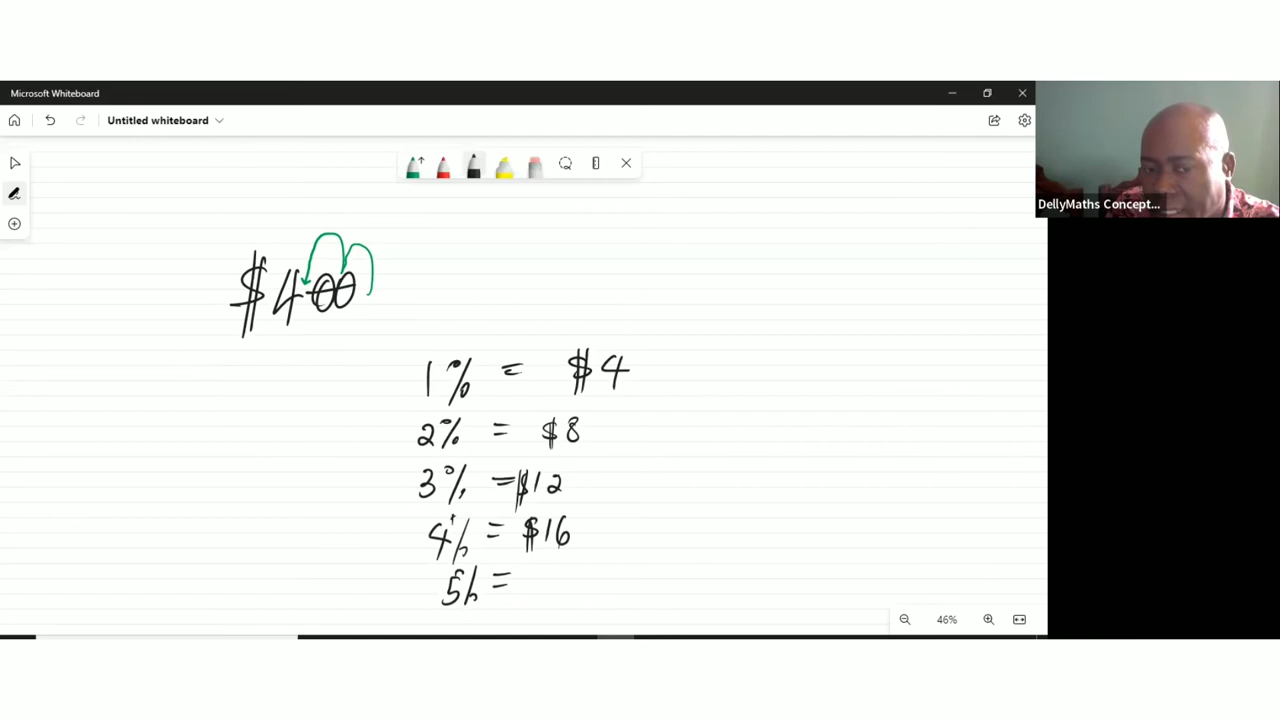 Microsoft Whiteboard
Untitled whiteboard
DellyMaths Concept...
$400
1% = $4
2% = $8
3% = $12
4% = $16
5% =
46%